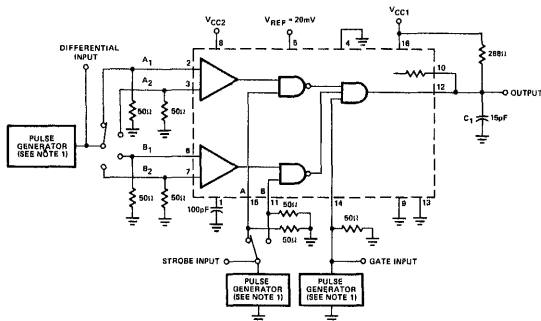 VCC2
VREF = 20mV
VCC1
8
5
4
16
DIFFERENTIAL
INPUT
A1
2
A2
3
50Ω
50Ω
288Ω
10
12
OUTPUT
C1
15pF
PULSE
GENERATOR
(SEE NOTE 1)
B1
6
B2
7
50Ω
50Ω
100pF
1
A
15
B
11
14
9
13
50Ω
50Ω
50Ω
STROBE INPUT
GATE INPUT
PULSE
GENERATOR
(SEE NOTE 1)
PULSE
GENERATOR
(SEE NOTE 1)